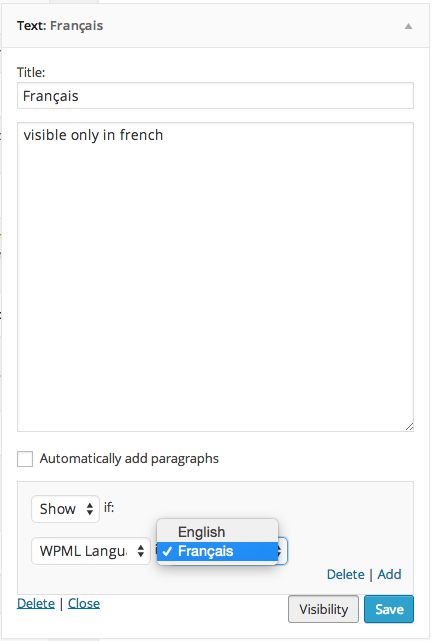 Text: Français
Title:
Français
visible only in french
Automatically add paragraphs
Show if:
English
WPML Langua
Français
Delete | Add
Delete | Close
Visibility
Save